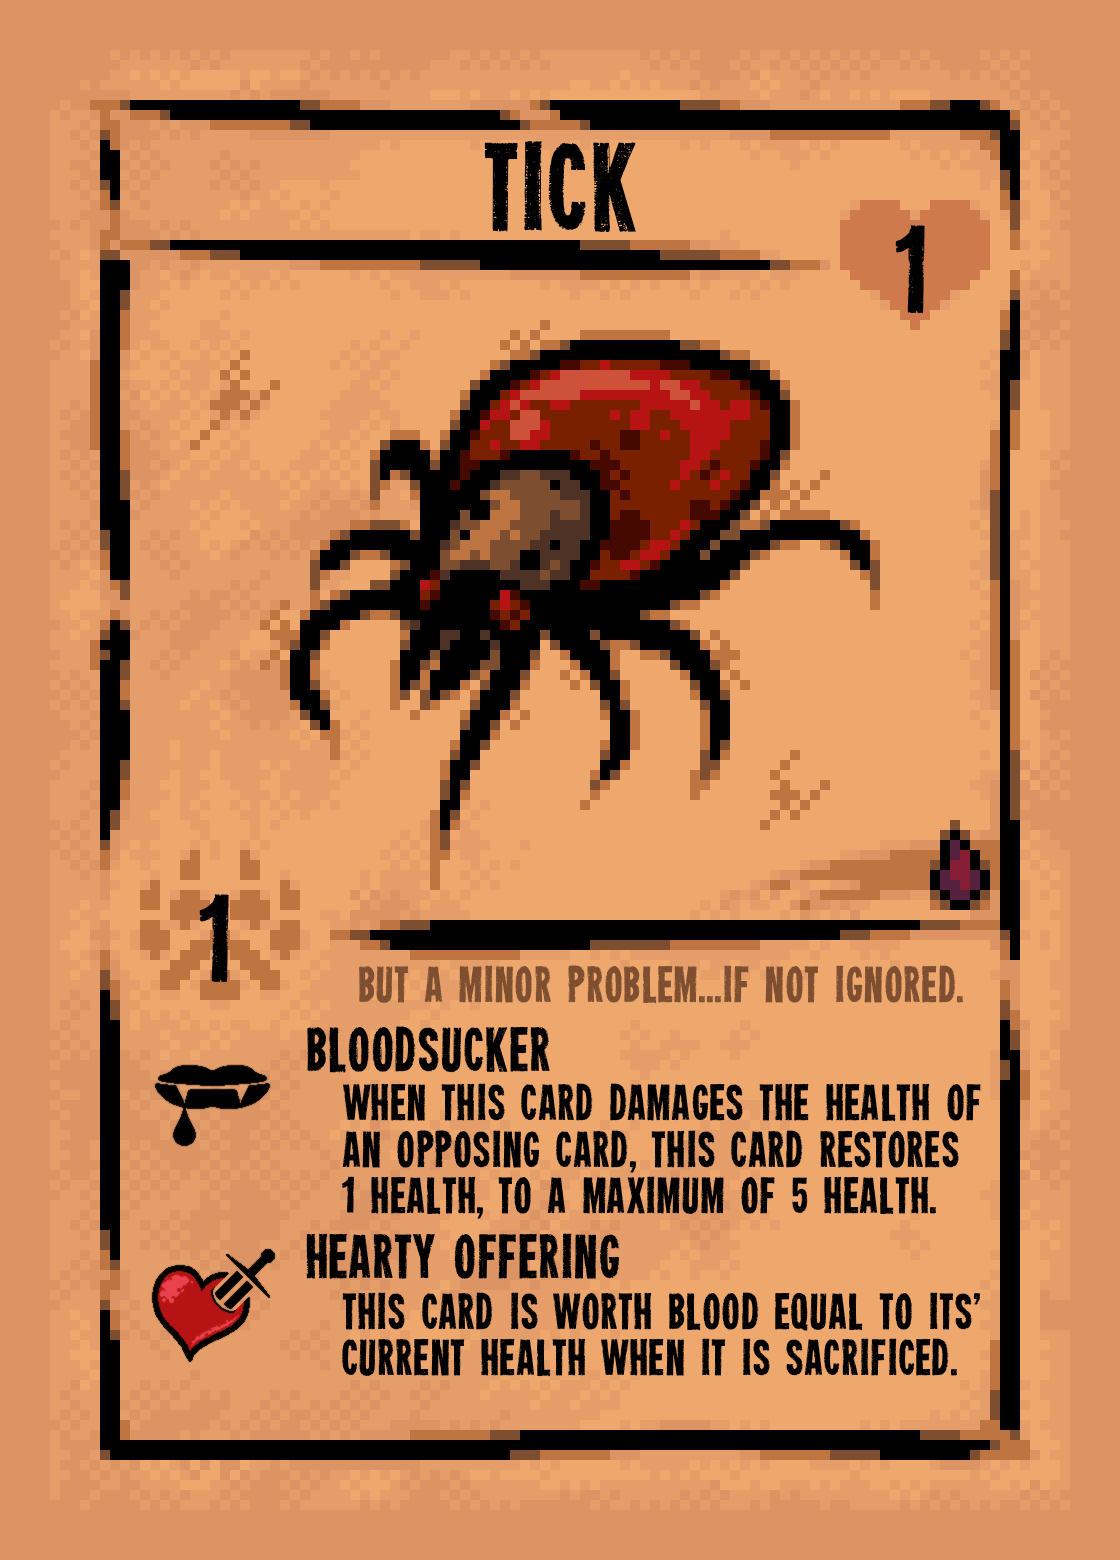 TICK
1
1
BUT A MINOR PROBLEM...IF NOT IGNORED.
BLOODSUCKER
WHEN THIS CARD DAMAGES THE HEALTH OF
AN OPPOSING CARD, THIS CARD RESTORES
1 HEALTH, TO A MAXIMUM OF 5 HEALTH.
HEARTY OFFERING
THIS CARD IS WORTH BLOOD EQUAL TO ITS'
CURRENT HEALTH WHEN IT IS SACRIFICED.